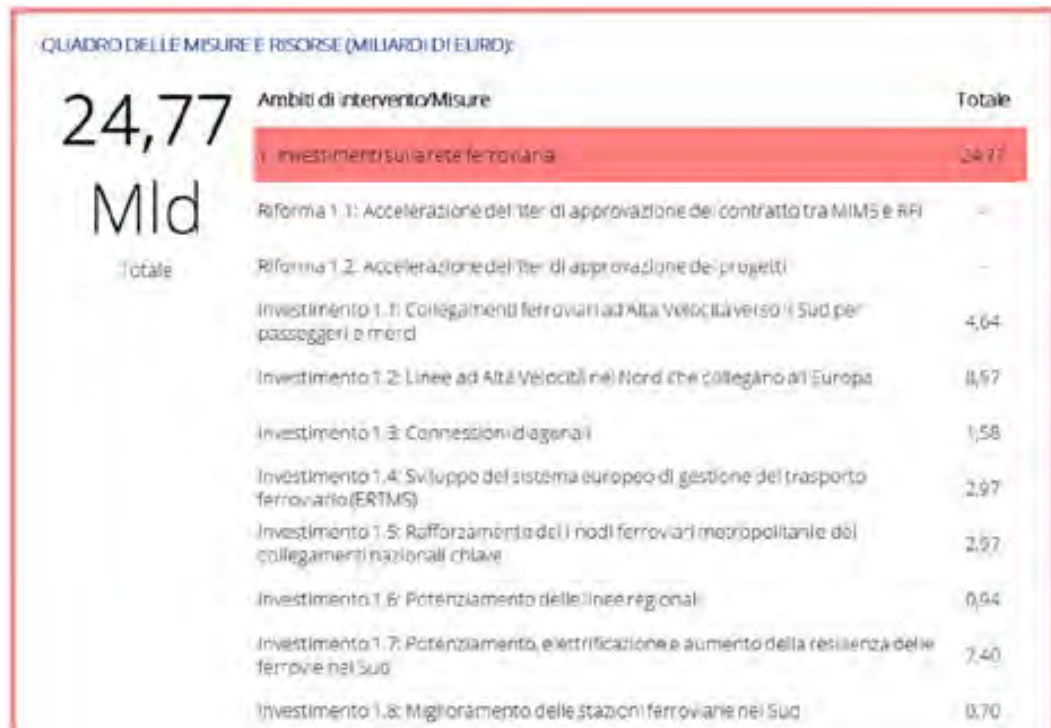 QUADRO DELLE MISURE E RISORSE (MILIARDI DI EURO):
24,77
Mld
Totale
Ambiti di intervento/Misure Totale
1. Investimenti sulla rete ferroviaria 24,77
Riforma 1.1: Accelerazione dell'iter di approvazione del contratto tra MIMS e RFI -
Riforma 1.2: Accelerazione dell'iter di approvazione dei progetti -
Investimento 1.1: Collegamenti ferroviari ad Alta Velocità verso il Sud per
passeggeri e merci 4,64
Investimento 1.2: Linee ad Alta Velocità nel Nord che collegano all'Europa 8,57
Investimento 1.3: Connessioni diagonali 1,58
Investimento 1.4: Sviluppo del sistema europeo di gestione del trasporto
ferroviario (ERTMS) 2,97
Investimento 1.5: Rafforzamento dei nodi ferroviari metropolitani e dei
collegamenti nazionali chiave 2,97
Investimento 1.6: Potenziamento delle linee regionali 0,94
Investimento 1.7: Potenziamento, elettrificazione e aumento della resilienza delle
ferrovie nel Sud 2,40
Investimento 1.8: Miglioramento delle stazioni ferroviarie nel Sud 0,70